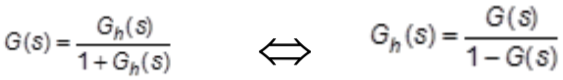 G(s) = G_h(s) / (1 + G_h(s)) ⇔ G_h(s) = G(s) / (1 − G(s))